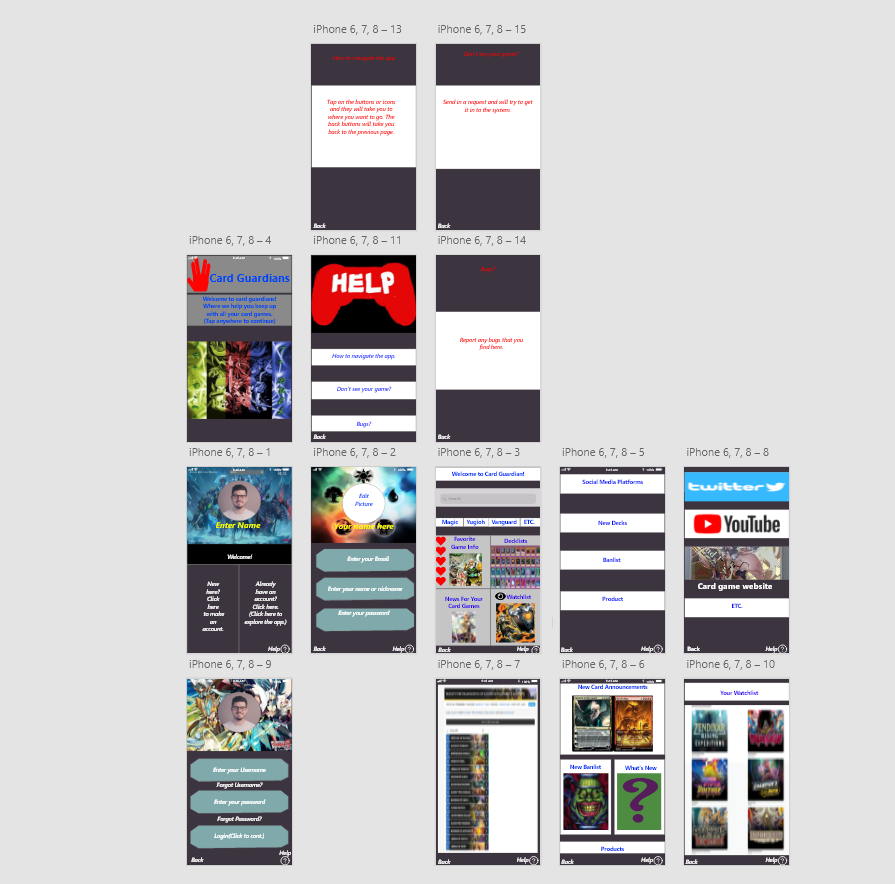 iPhone 6, 7, 8 – 13
iPhone 6, 7, 8 – 15
How to navigate the app.
Don't see your game?
Tap on the buttons or icons
and they will take you to
where you want to go. The
back buttons will take you
back to the previous page.
Send in a request and will try to get
it in to the system.
Back
Back
iPhone 6, 7, 8 – 4
iPhone 6, 7, 8 – 11
iPhone 6, 7, 8 – 14
Card Guardians
Welcome to card guardians!
Where we help you keep up
with all your card games.
(Tap anywhere to continue)
HELP
How to navigate the app.
Don't see your game?
Bugs?
Back
Bugs?
Report any bugs that you
find here.
Back
iPhone 6, 7, 8 – 1
iPhone 6, 7, 8 – 2
iPhone 6, 7, 8 – 3
iPhone 6, 7, 8 – 5
iPhone 6, 7, 8 – 8
Enter Name
Welcome!
New
here?
Click
here
to make
an
account.
Already
have an
account?
Click here.
(Click here to
explore the app.)
Help ?
Edit
Picture
Your name here
Enter your Email
Enter your name or nickname
Enter your password
Back
Help ?
Welcome to Card Guardian!
Search
Magic
Yugioh
Vanguard
ETC.
Favorite
Game Info
Decklists
News For Your
Card Games
Watchlist
Back
Help ?
Social Media Platforms
New Decks
Banlist
Product
Back
Help ?
twitter
YouTube
Card game website
ETC.
Back
Help ?
iPhone 6, 7, 8 – 9
iPhone 6, 7, 8 – 7
iPhone 6, 7, 8 – 6
iPhone 6, 7, 8 – 10
Enter your Username
Forgot Username?
Enter your password
Forgot Password?
Login(Click to cont.)
Back
Help
?
Back
Help ?
New Card Announcements
New Banlist
What's New
?
Products
Back
Help ?
Your Watchlist
ZENDIKAR
RISING
EXPEDITIONS
Back
Help ?